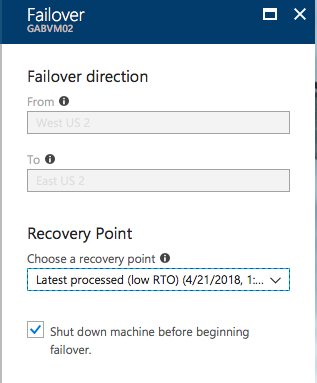 Failover
GABVM02
Failover direction
From
West US 2
To
East US 2
Recovery Point
Choose a recovery point
Latest processed (low RTO) (4/21/2018, 1:...
Shut down machine before beginning
failover.